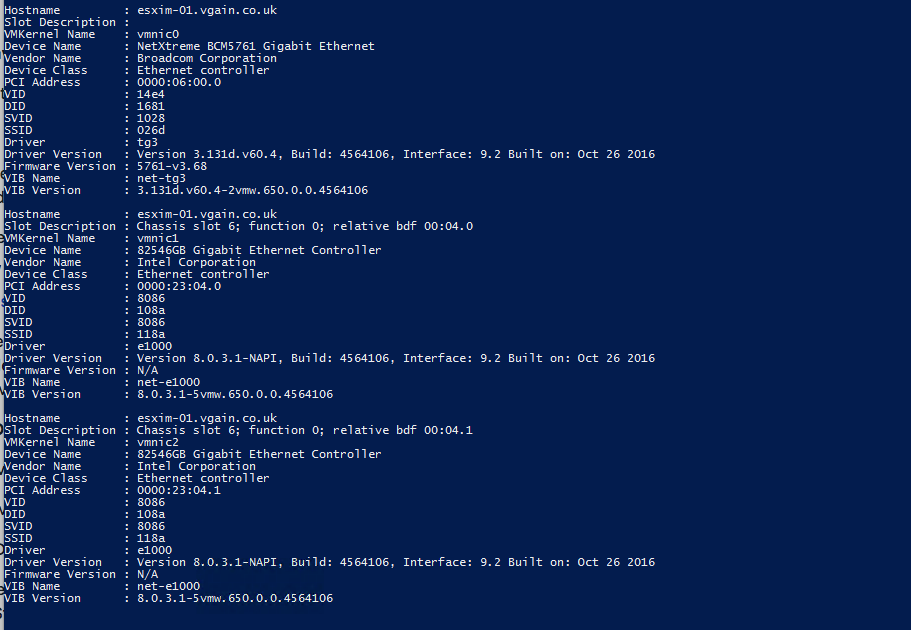 Hostname : esxim-01.vgain.co.uk
Slot Description :
VMKernel Name : vmnic0
Device Name : NetXtreme BCM5761 Gigabit Ethernet
Vendor Name : Broadcom Corporation
Device Class : Ethernet controller
PCI Address : 0000:06:00.0
VID : 14e4
DID : 1681
SVID : 1028
SSID : 026d
Driver : tg3
Driver Version : Version 3.131d.v60.4, Build: 4564106, Interface: 9.2 Built on: Oct 26 2016
Firmware Version : 5761-v3.68
VIB Name : net-tg3
VIB Version : 3.131d.v60.4-2vmw.650.0.0.4564106
Hostname : esxim-01.vgain.co.uk
Slot Description : Chassis slot 6; function 0; relative bdf 00:04.0
VMKernel Name : vmnic1
Device Name : 82546GB Gigabit Ethernet Controller
Vendor Name : Intel Corporation
Device Class : Ethernet controller
PCI Address : 0000:23:04.0
VID : 8086
DID : 108a
SVID : 8086
SSID : 118a
Driver : e1000
Driver Version : Version 8.0.3.1-NAPI, Build: 4564106, Interface: 9.2 Built on: Oct 26 2016
Firmware Version : N/A
VIB Name : net-e1000
VIB Version : 8.0.3.1-5vmw.650.0.0.4564106
Hostname : esxim-01.vgain.co.uk
Slot Description : Chassis slot 6; function 0; relative bdf 00:04.1
VMKernel Name : vmnic2
Device Name : 82546GB Gigabit Ethernet Controller
Vendor Name : Intel Corporation
Device Class : Ethernet controller
PCI Address : 0000:23:04.1
VID : 8086
DID : 108a
SVID : 8086
SSID : 118a
Driver : e1000
Driver Version : Version 8.0.3.1-NAPI, Build: 4564106, Interface: 9.2 Built on: Oct 26 2016
Firmware Version : N/A
VIB Name : net-e1000
VIB Version : 8.0.3.1-5vmw.650.0.0.4564106